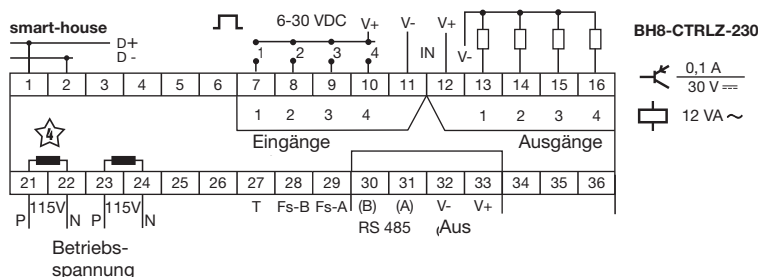 smart-house
6-30 VDC
V+
V-
V+
BH8-CTRLZ-230
D+
D -
1 2 3 4
IN
V-
0,1 A
30 V
1 2 3 4 5 6 7 8 9 10 11 12 13 14 15 16
12 VA ~
1 2 3 4 1 2 3 4
Eingänge Ausgänge
4
21 22 23 24 25 26 27 28 29 30 31 32 33 34 35 36
P 115V N P 115V N
T Fs-B Fs-A (B) (A) V- V+
RS 485 (Aus
Betriebs-
spannung